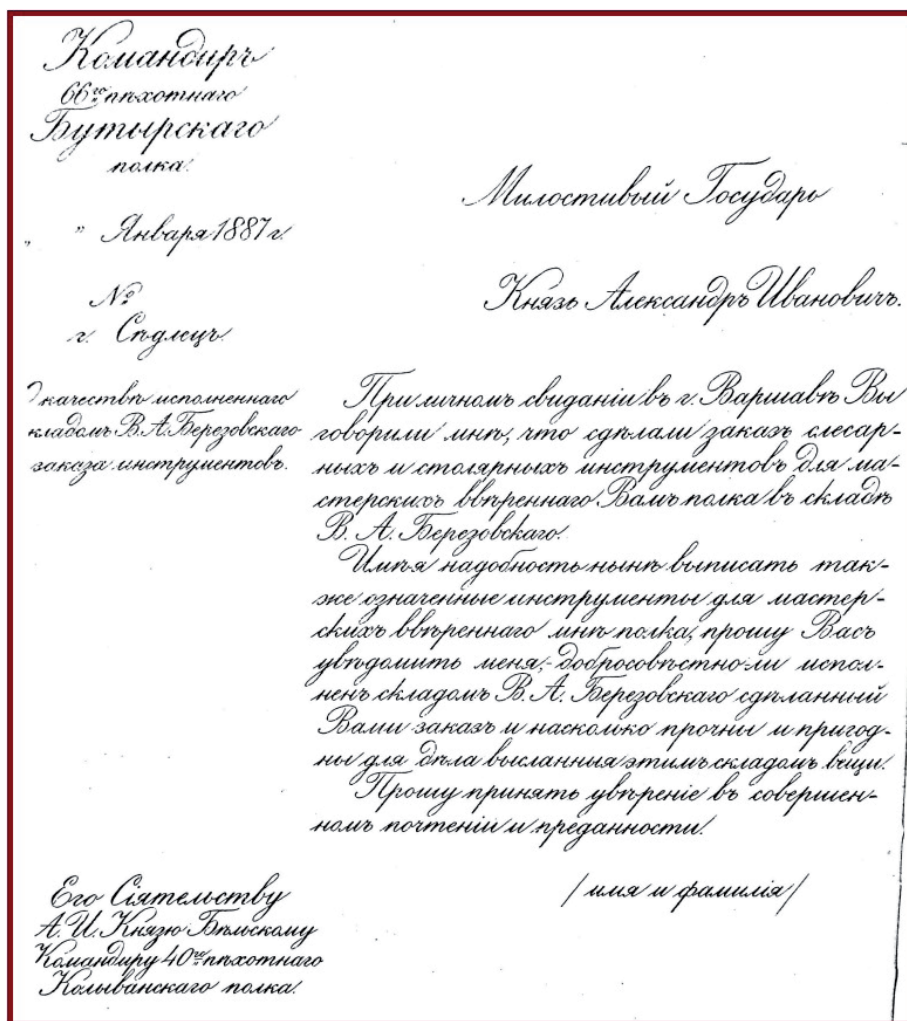 Командиръ
66го пѣхотнаго
Бутырскаго
полка.
" " Января 1887 г.
№
г. Сѣдлецъ.
О качествѣ исполненнаго
складомъ В. А. Березовскаго
заказа инструментовъ.
Милостивый Государь
Князь Александръ Ивановичъ.
При личномъ свиданіи въ г. Варшавѣ Вы
говорили мнѣ, что сдѣлали заказъ слесар-
ныхъ и столярныхъ инструментовъ для ма-
стерскихъ ввѣреннаго Вамъ полка въ складѣ
В. А. Березовскаго.
Имѣя надобность нынѣ выписать так-
же означенные инструменты для мастер-
скихъ ввѣреннаго мнѣ полка, прошу Васъ
увѣдомить меня,-добросовѣстно-ли испол-
ненъ складомъ В. А. Березовскаго сдѣланный
Вами заказъ и насколько прочны и пригод-
ны для дѣла высланныя этимъ складомъ вещи.
Прошу принять увѣреніе въ совершен-
номъ почтеніи и преданности.
/имя и фамилія/
Его Сіятельству
А. И. Князю Бѣльскому
Командиру 40го пѣхотнаго
Колыванскаго полка.